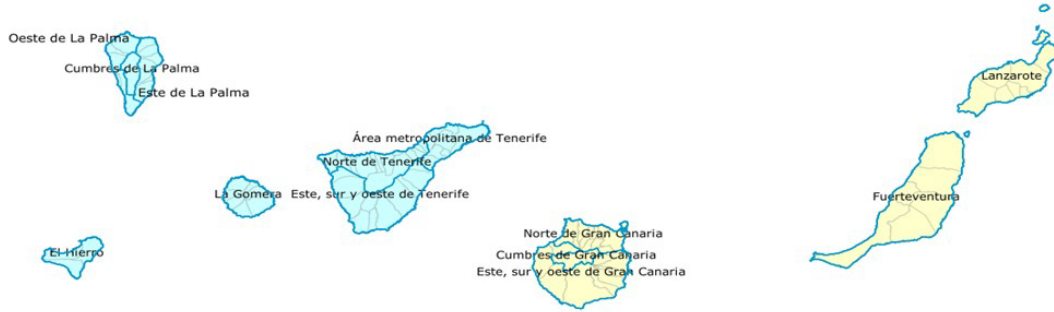 Oeste de La Palma
Cumbres de La Palma
Este de La Palma
Lanzarote
Área metropolitana de Tenerife
Norte de Tenerife
La Gomera
Este, sur y oeste de Tenerife
Fuerteventura
El Hierro
Norte de Gran Canaria
Cumbres de Gran Canaria
Este, sur y oeste de Gran Canaria